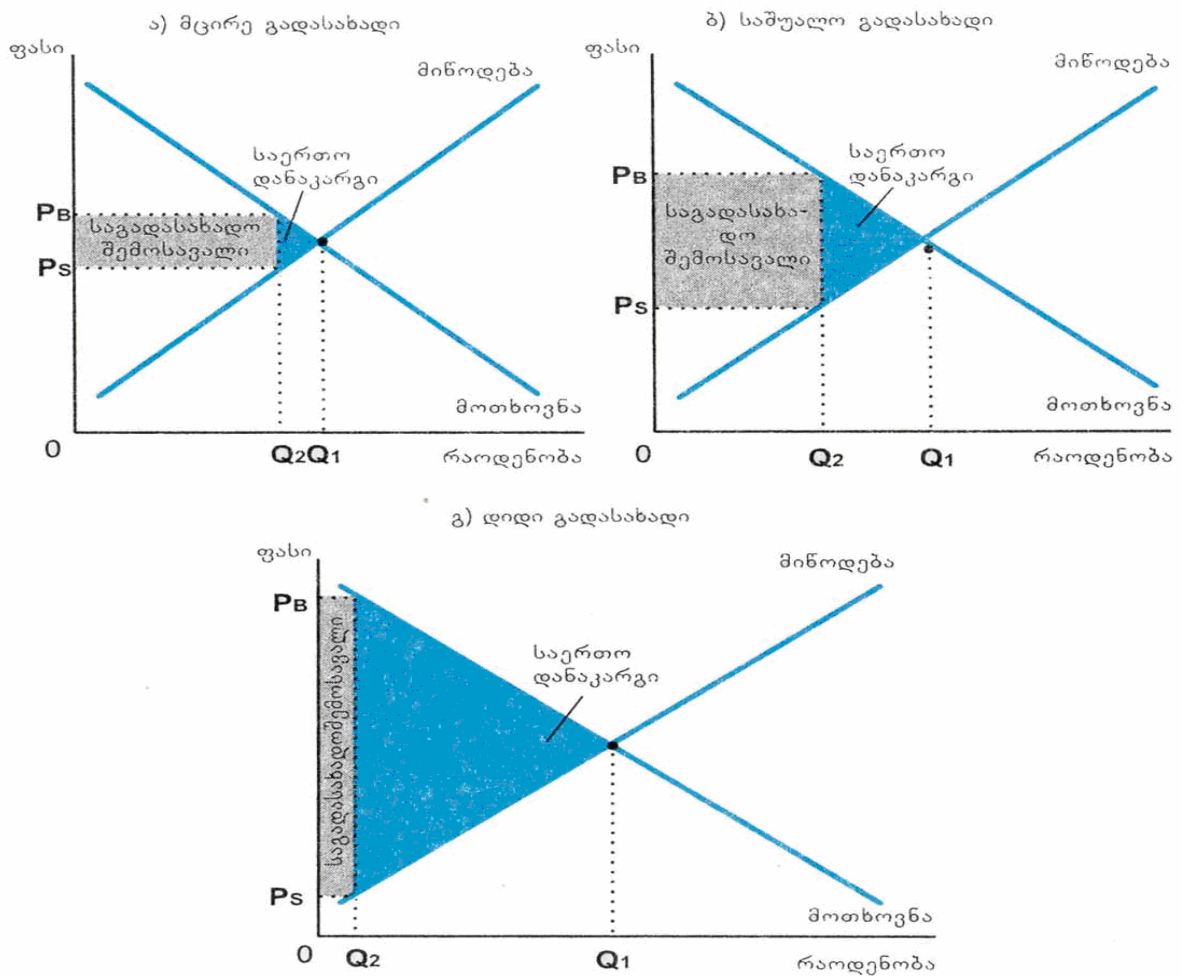 ა) მცირე გადასახადი
ფასი
მიწოდება
საერთო
დანაკარგი
PB
საგადასახადო
შემოსავალი
PS
მოთხოვნა
0
Q2Q1
რაოდენობა
ბ) საშუალო გადასახადი
ფასი
მიწოდება
საერთო
დანაკარგი
PB
საგადასახა-
დო
შემოსავალი
PS
მოთხოვნა
0
Q2
Q1
რაოდენობა
გ) დიდი გადასახადი
ფასი
მიწოდება
PB
საერთო
დანაკარგი
საგადასახადოშემოსავალი
PS
მოთხოვნა
0
Q2
Q1
რაოდენობა